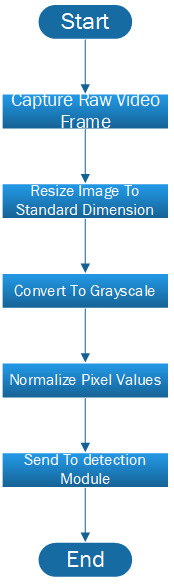 Start
Capture Raw Video
Frame
Resize Image To
Standard Dimension
Convert To Grayscale
Normalize Pixel Values
Send To detection
Module
End